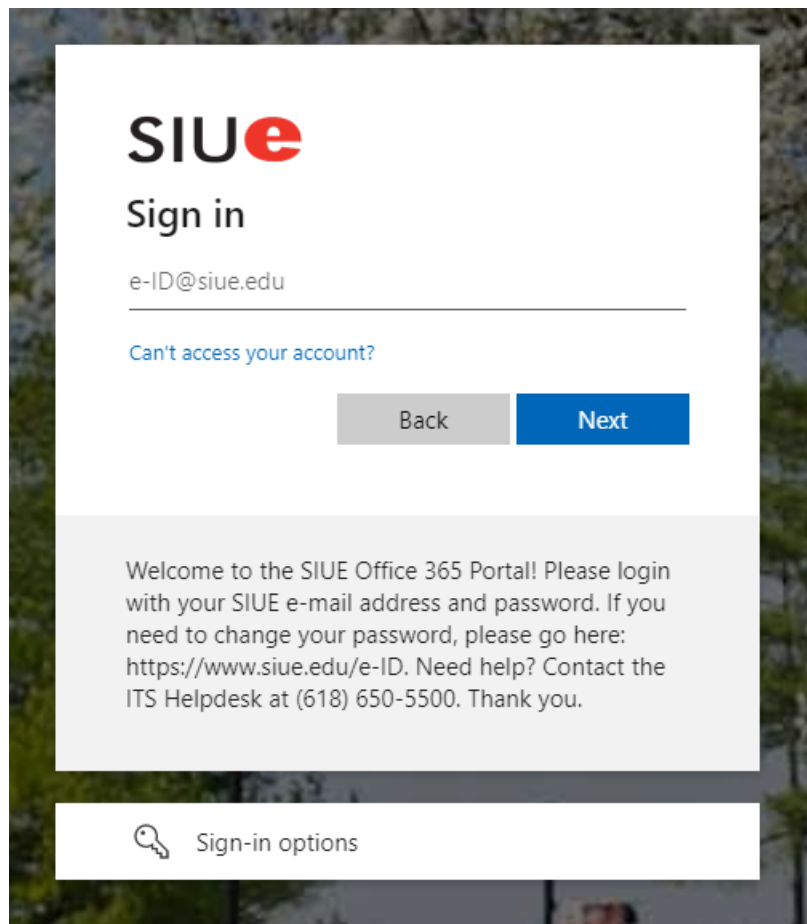 SIUe
Sign in
e-ID@siue.edu
Can't access your account?
Back
Next
Welcome to the SIUE Office 365 Portal! Please login
with your SIUE e-mail address and password. If you
need to change your password, please go here:
https://www.siue.edu/e-ID. Need help? Contact the
ITS Helpdesk at (618) 650-5500. Thank you.
Sign-in options